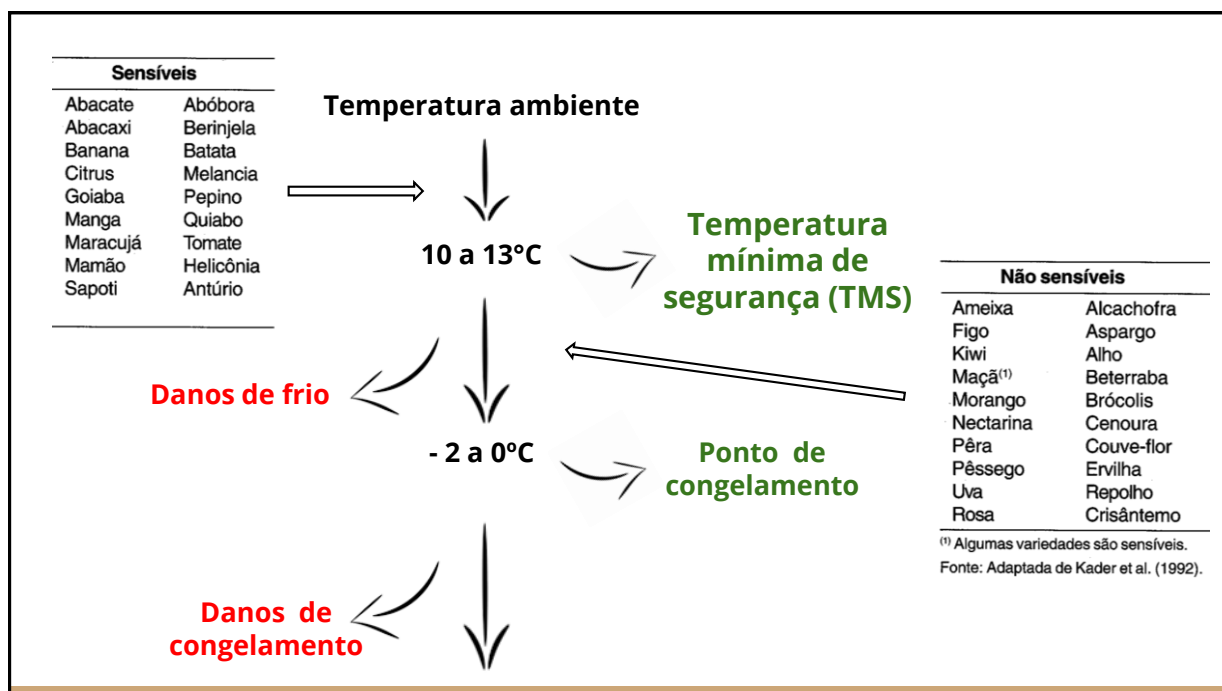 Sensíveis
Abacate Abóbora
Abacaxi Berinjela
Banana Batata
Citrus Melancia
Goiaba Pepino
Manga Quiabo
Maracujá Tomate
Mamão Helicônia
Sapoti Antúrio
Temperatura ambiente
10 a 13°C
Temperatura
mínima de
segurança (TMS)
Danos de frio
- 2 a 0ºC
Ponto de
congelamento
Danos de
congelamento
Não sensíveis
Ameixa Alcachofra
Figo Aspargo
Kiwi Alho
Maçã⁽¹⁾ Beterraba
Morango Brócolis
Nectarina Cenoura
Pêra Couve-flor
Pêssego Ervilha
Uva Repolho
Rosa Crisântemo
⁽¹⁾ Algumas variedades são sensíveis.
Fonte: Adaptada de Kader et al. (1992).